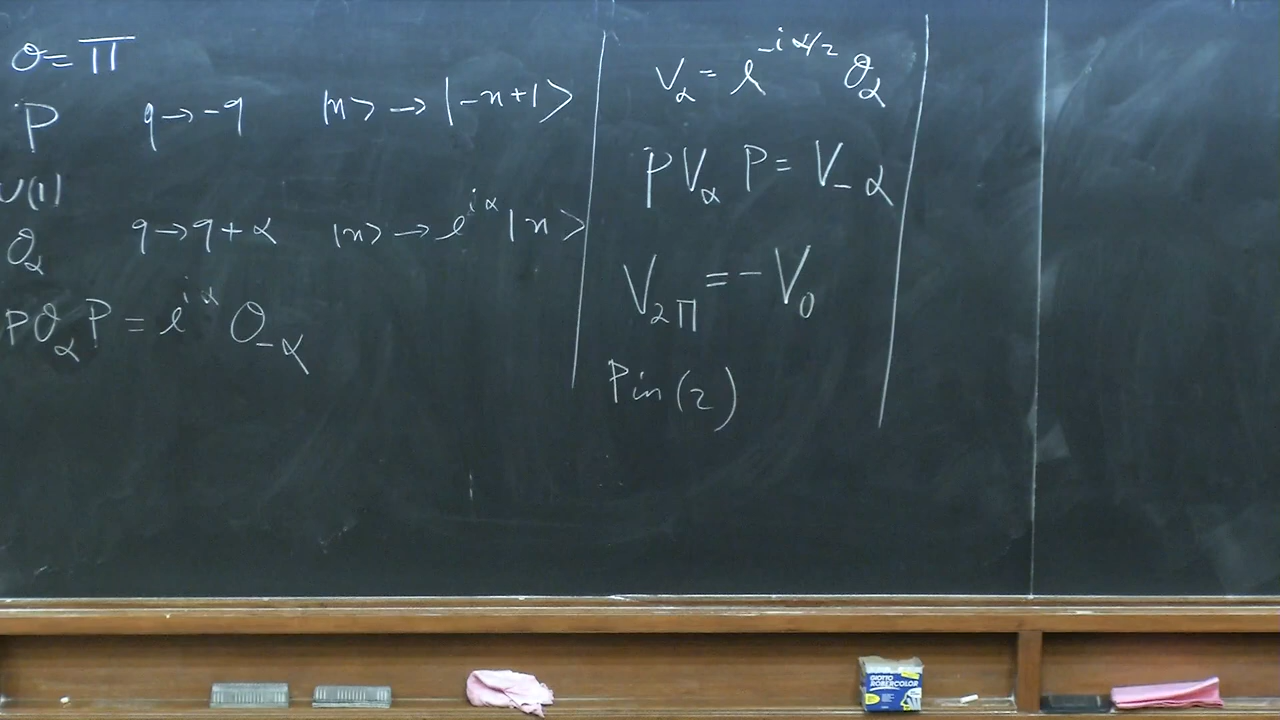 θ = π
P q → -q |n> → |-n+1>
U(1)
O_α q → q + α |n> → e^{iα} |n>
P O_α P = e^{iα} O_{-α}
V_α = e^{-iα/2} O_α
P V_α P = V_{-α}
V_{2π} = - V_0
Pin(2)
GIOTTO
ROBERCOLOR